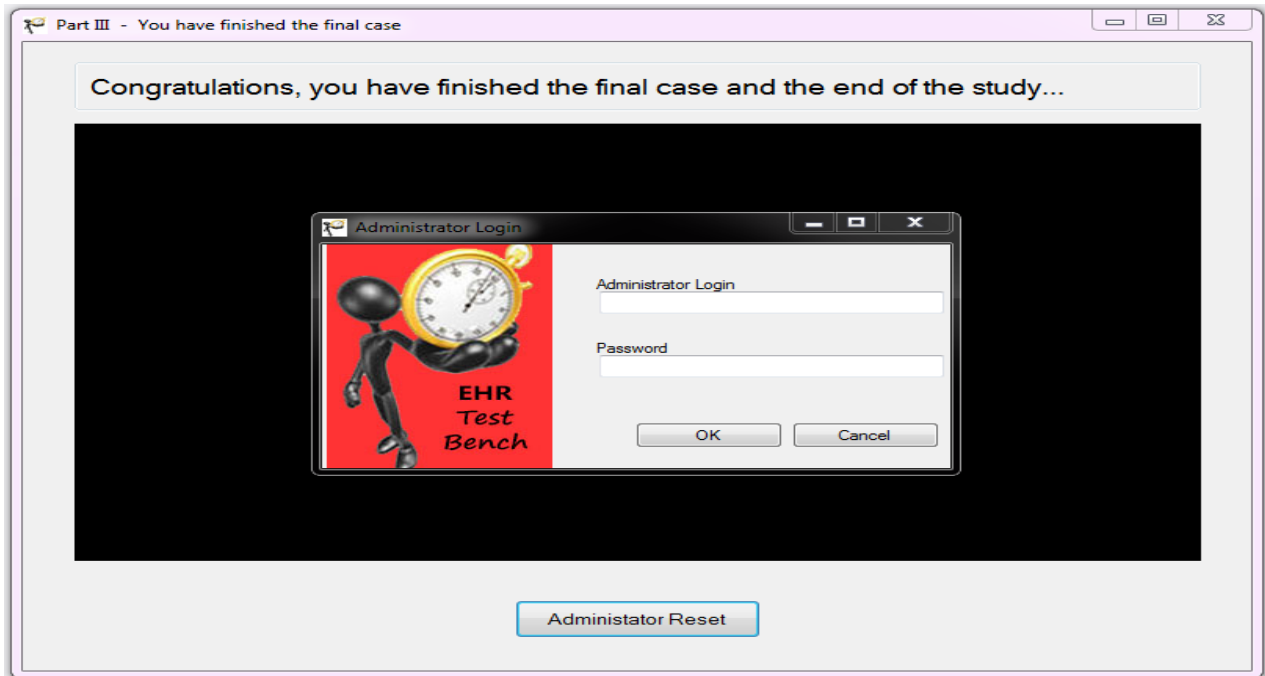 Part III - You have finished the final case
Congratulations, you have finished the final case and the end of the study...
Administrator Login
Administrator Login
Password
EHR
Test
Bench
OK Cancel
Administator Reset